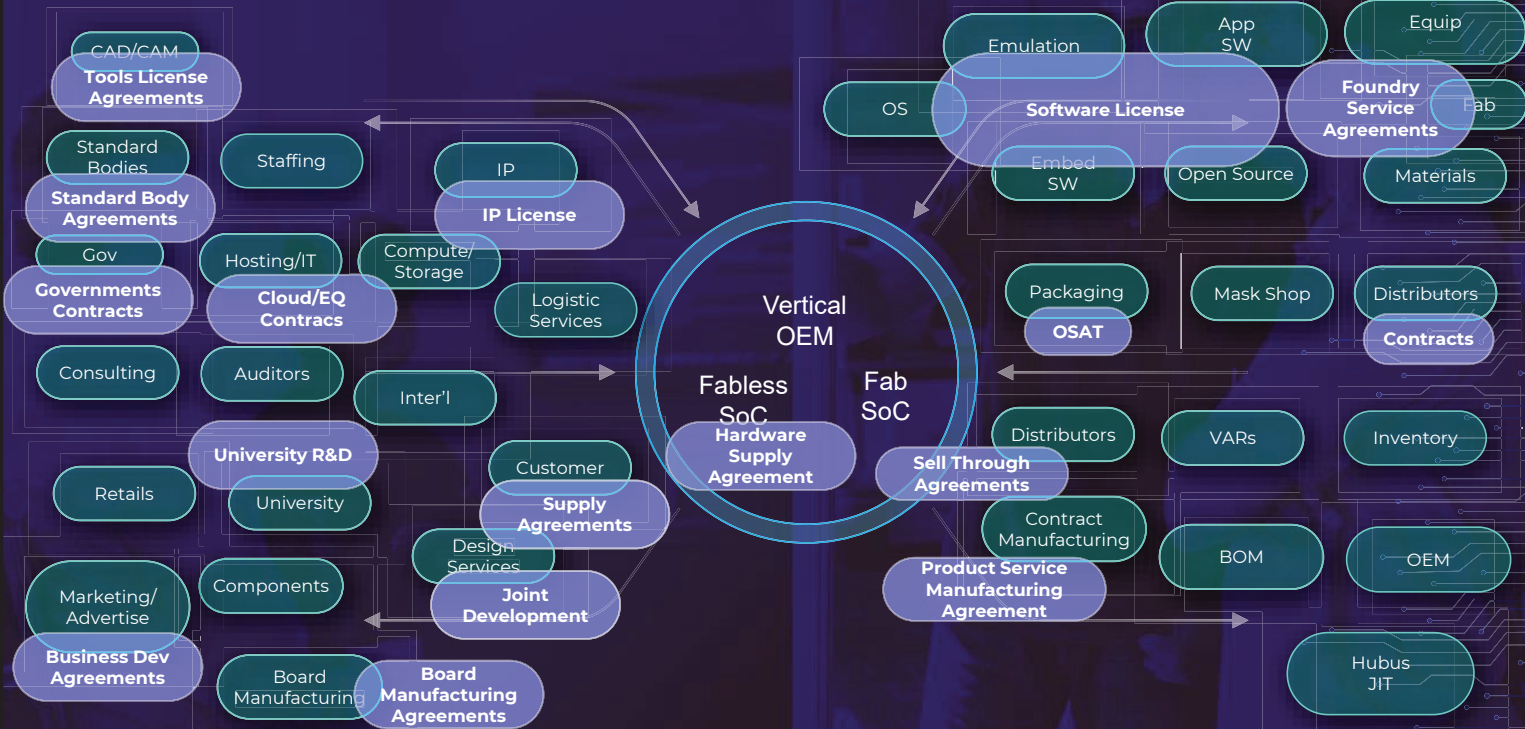 CAD/CAM
Tools License
Agreements
Standard
Bodies
Standard Body
Agreements
Staffing
IP
IP License
Gov
Governments
Contracts
Hosting/IT
Cloud/EQ
Contracs
Compute/
Storage
Logistic
Services
Consulting
Auditors
Inter'l
University R&D
University
Retails
Customer
Supply
Agreements
Design
Services
Joint
Development
Marketing/
Advertise
Business Dev
Agreements
Components
Board
Manufacturing
Board
Manufacturing
Agreements
Vertical
OEM
Fabless
SoC
Fab
SoC
Hardware
Supply
Agreement
Emulation
App
SW
Equip
OS
Software License
Foundry
Service
Agreements
Fab
Embed
SW
Open Source
Materials
Packaging
OSAT
Mask Shop
Distributors
Contracts
Distributors
Sell Through
Agreements
VARs
Inventory
Contract
Manufacturing
Product Service
Manufacturing
Agreement
BOM
OEM
Hubus
JIT